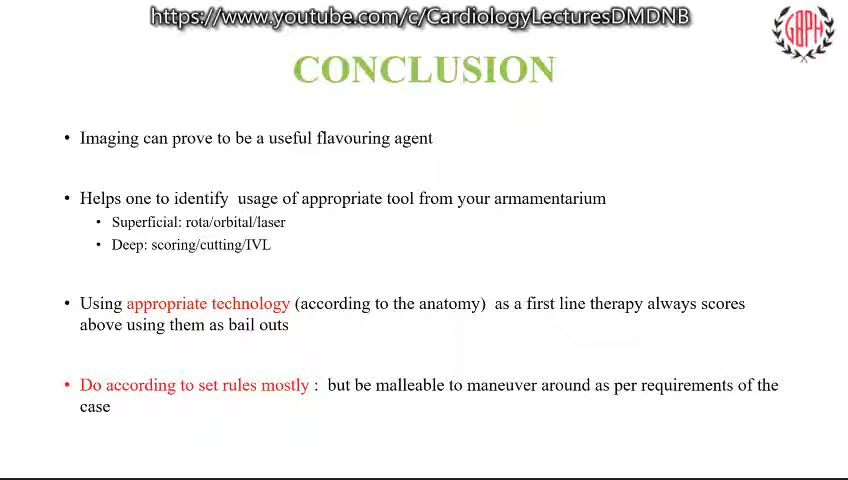 https://www.youtube.com/c/CardiologyLecturesDMDNB
GBPH
CONCLUSION
• Imaging can prove to be a useful flavouring agent
• Helps one to identify usage of appropriate tool from your armamentarium
• Superficial: rota/orbital/laser
• Deep: scoring/cutting/IVL
• Using appropriate technology (according to the anatomy) as a first line therapy always scores
above using them as bail outs
• Do according to set rules mostly : but be malleable to maneuver around as per requirements of the
case